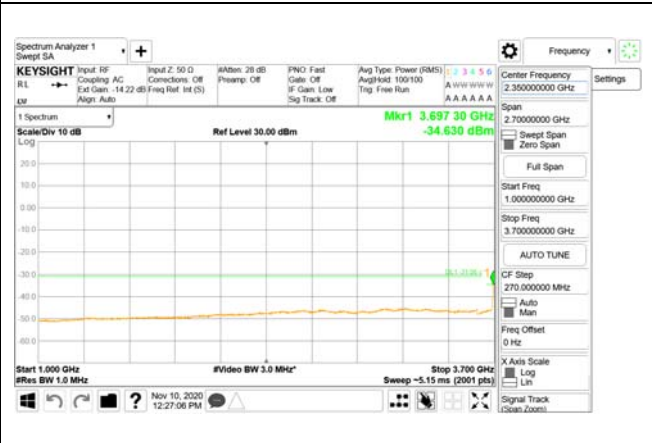 Spectrum Analyzer 1
Swept SA
Frequency
KEYSIGHT
RL
Input: RF
Coupling: AC
Ext Gain: -14.22 dB
Align: Auto
Input Z: 50 Ω
Corrections: Off
Freq Ref: Int (S)
#Atten: 28 dB
Preamp: Off
PNO: Fast
Gate: Off
IF Gain: Low
Sig Track: Off
Avg Type: Power (RMS)
Avg|Hold: 100/100
Trig: Free Run
1 2 3 4 5 6
A W W W W W
A A A A A A
1 Spectrum
Scale/Div 10 dB
Ref Level 30.00 dBm
Mkr1 3.697 30 GHz
-34.630 dBm
Log
20.0
10.0
0.00
-10.0
-20.0
-30.0
-40.0
-50.0
-60.0
1
Start 1.000 GHz
#Res BW 1.0 MHz
#Video BW 3.0 MHz*
Stop 3.700 GHz
Sweep ~5.15 ms (2001 pts)
Nov 10, 2020
12:27:06 PM
Center Frequency
2.350000000 GHz
Settings
Span
2.70000000 GHz
Swept Span
Zero Span
Full Span
Start Freq
1.000000000 GHz
Stop Freq
3.700000000 GHz
AUTO TUNE
CF Step
270.000000 MHz
Auto
Man
Freq Offset
0 Hz
X Axis Scale
Log
Lin
Signal Track
(Span Zoom)